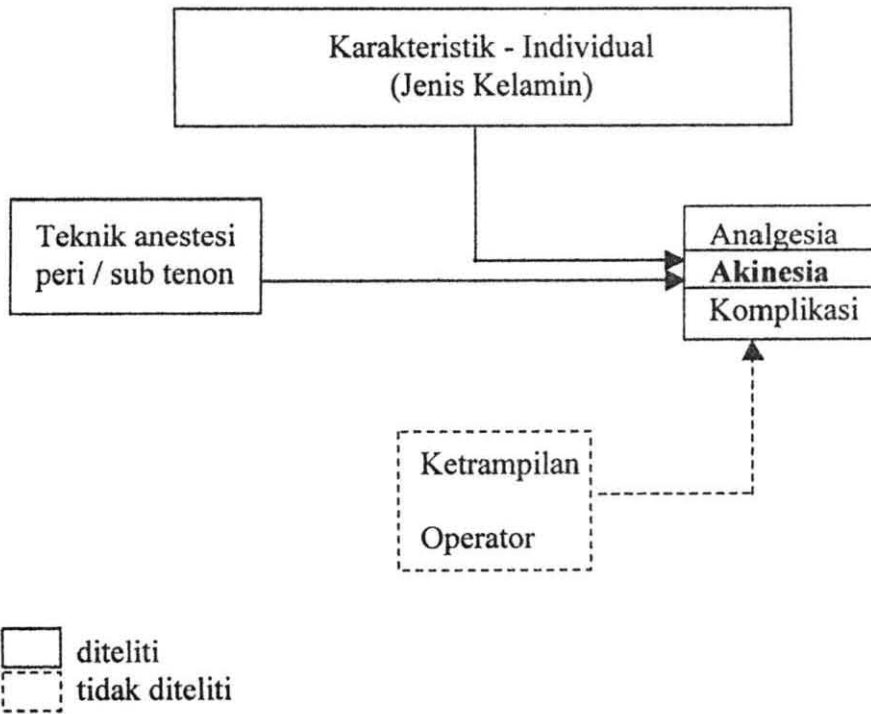 Karakteristik - Individual
(Jenis Kelamin)
Teknik anestesi
peri / sub tenon
Analgesia
Akinesia
Komplikasi
Ketrampilan
Operator
diteliti
tidak diteliti